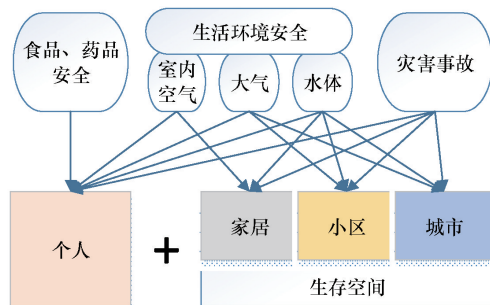 食品、药品
安全
生活环境安全
室内
空气
大气
水体
灾害事故
个人
+
家居
小区
城市
生存空间